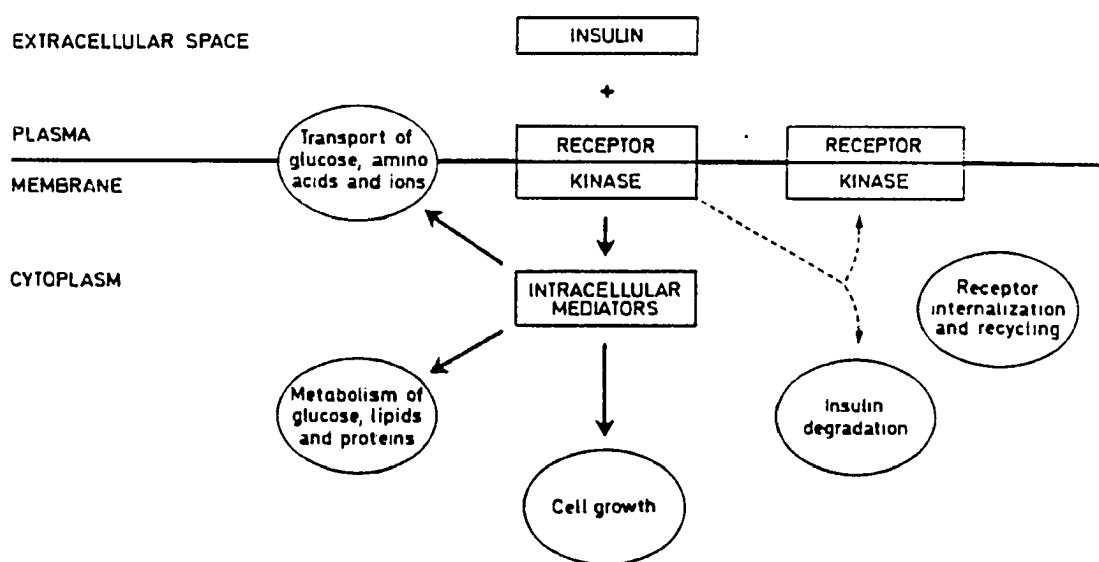 EXTRACELLULAR SPACE
INSULIN
+
PLASMA
MEMBRANE
Transport of
glucose, amino
acids and ions
RECEPTOR
KINASE
RECEPTOR
KINASE
CYTOPLASM
INTRACELLULAR
MEDIATORS
Receptor
internalization
and recycling
Metabolism of
glucose, lipids
and proteins
Insulin
degradation
Cell growth